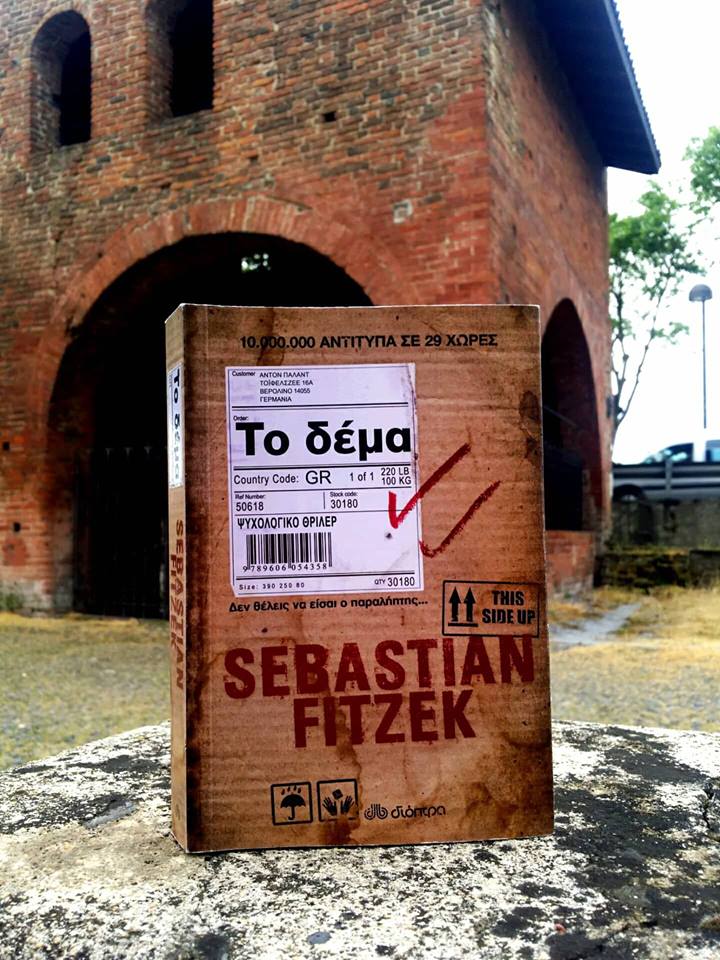 10.000.000 ΑΝΤΙΤΥΠΑ ΣΕ 29 ΧΩΡΕΣ
Customer ΑΝΤΟΝ ΠΑΛΑΝΤ
ΤΟΪΦΕΛΣΖΕΕ 16Α
ΒΕΡΟΛΙΝΟ 14055
ΓΕΡΜΑΝΙΑ
Order:
Το δέμα
Country Code: GR 1 of 1 220 LB 100 KG
Ref Number: 50618
Stock code: 30180
ΨΥΧΟΛΟΓΙΚΟ ΘΡΙΛΕΡ
9 789606 054358
Size: 390 250 80 QTY 30180
Δεν θέλεις να είσαι ο παραλήπτης...
THIS
SIDE UP
SEBASTIAN
FITZEK
διόπτρα
Το δέμα
SEBASTIAN
FITZEK